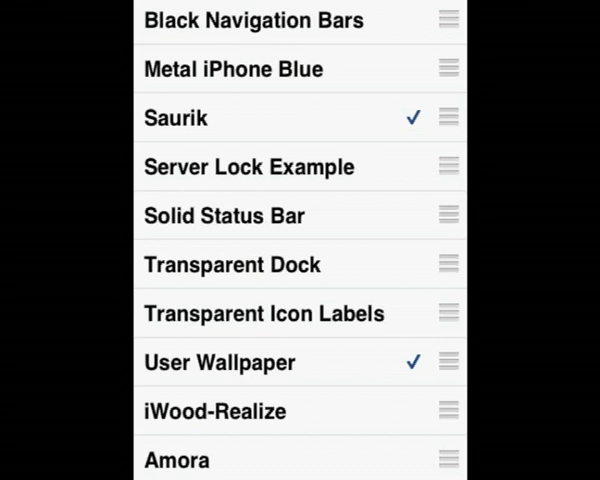 Black Navigation Bars
Metal iPhone Blue
Saurik
Server Lock Example
Solid Status Bar
Transparent Dock
Transparent Icon Labels
User Wallpaper
iWood-Realize
Amora